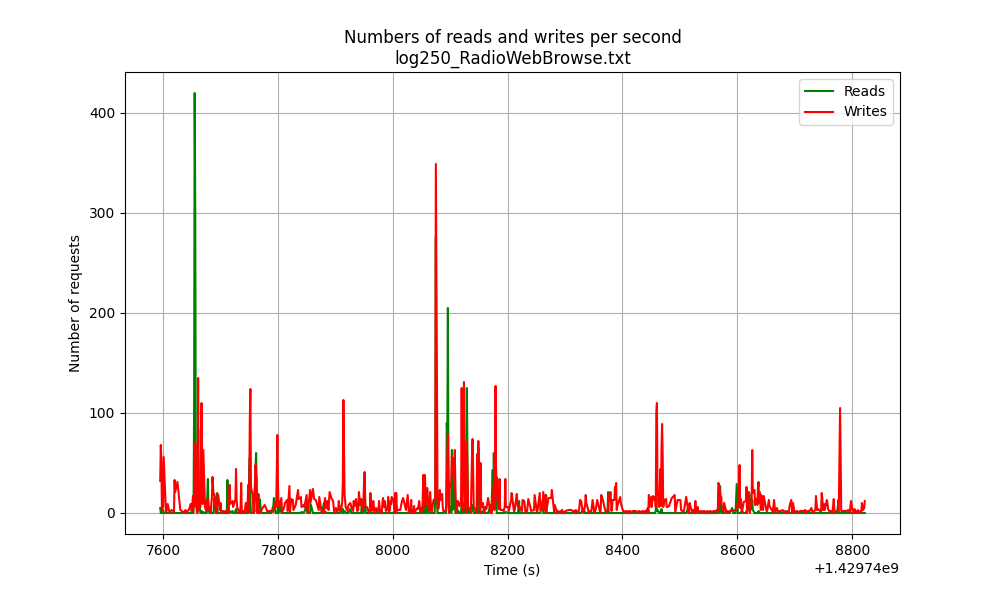 Numbers of reads and writes per second
log250_RadioWebBrowse.txt
Reads
Writes
Number of requests
400
300
200
100
0
7600 7800 8000 8200 8400 8600 8800
Time (s)
+1.42974e9